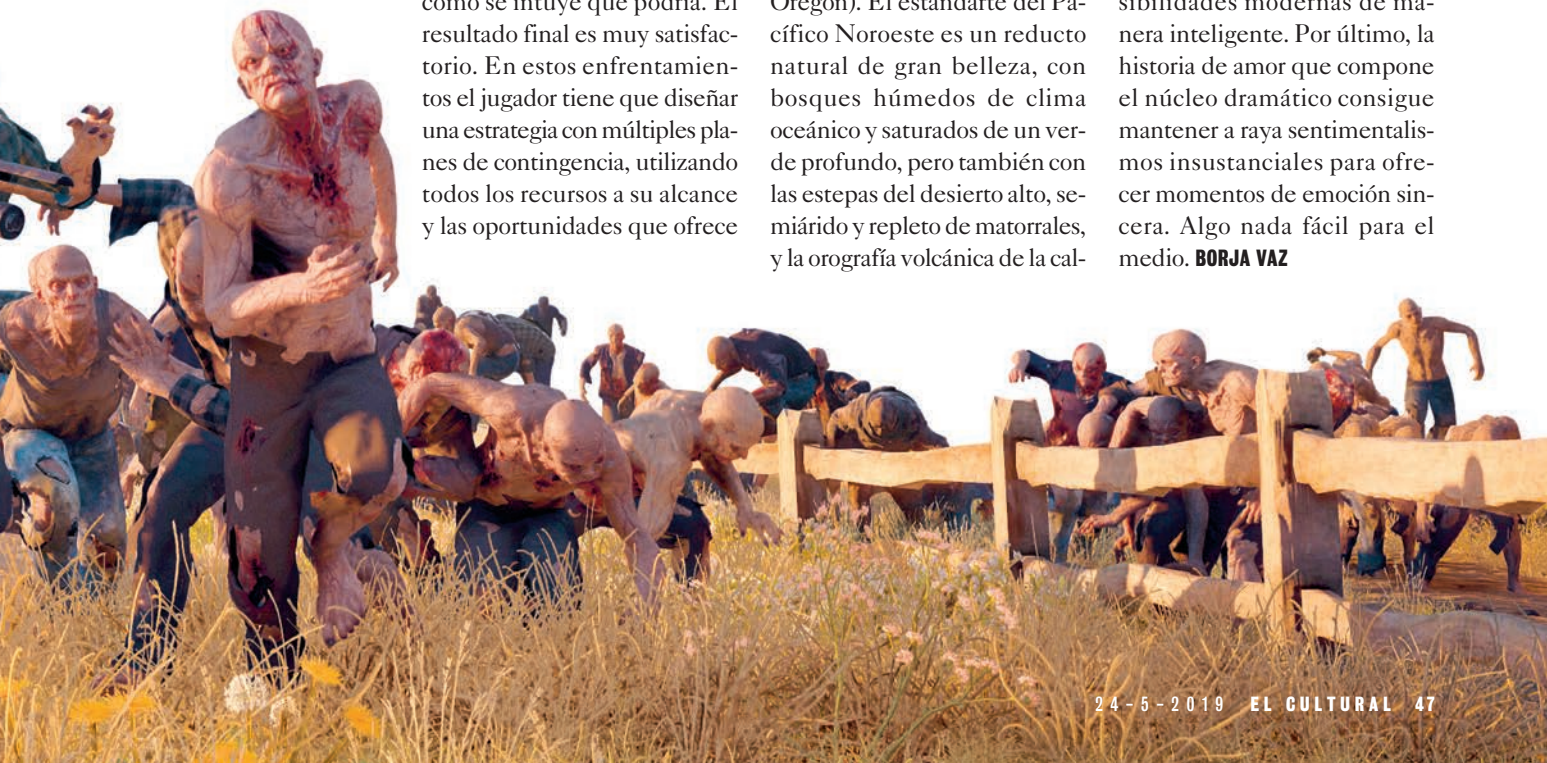 como se intuye que podría. El
resultado final es muy satisfac-
torio. En estos enfrentamien-
tos el jugador tiene que diseñar
una estrategia con múltiples pla-
nes de contingencia, utilizando
todos los recursos a su alcance
y las oportunidades que ofrece
Oregón). El estandarte del Pa-
cífico Noroeste es un reducto
natural de gran belleza, con
bosques húmedos de clima
oceánico y saturados de un ver-
de profundo, pero también con
las estepas del desierto alto, se-
miárido y repleto de matorrales,
y la orografía volcánica de la cal-
sibilidades modernas de ma-
nera inteligente. Por último, la
historia de amor que compone
el núcleo dramático consigue
mantener a raya sentimentalis-
mos insustanciales para ofre-
cer momentos de emoción sin-
cera. Algo nada fácil para el
medio. BORJA VAZ
24-5-2019 EL CULTURAL 47